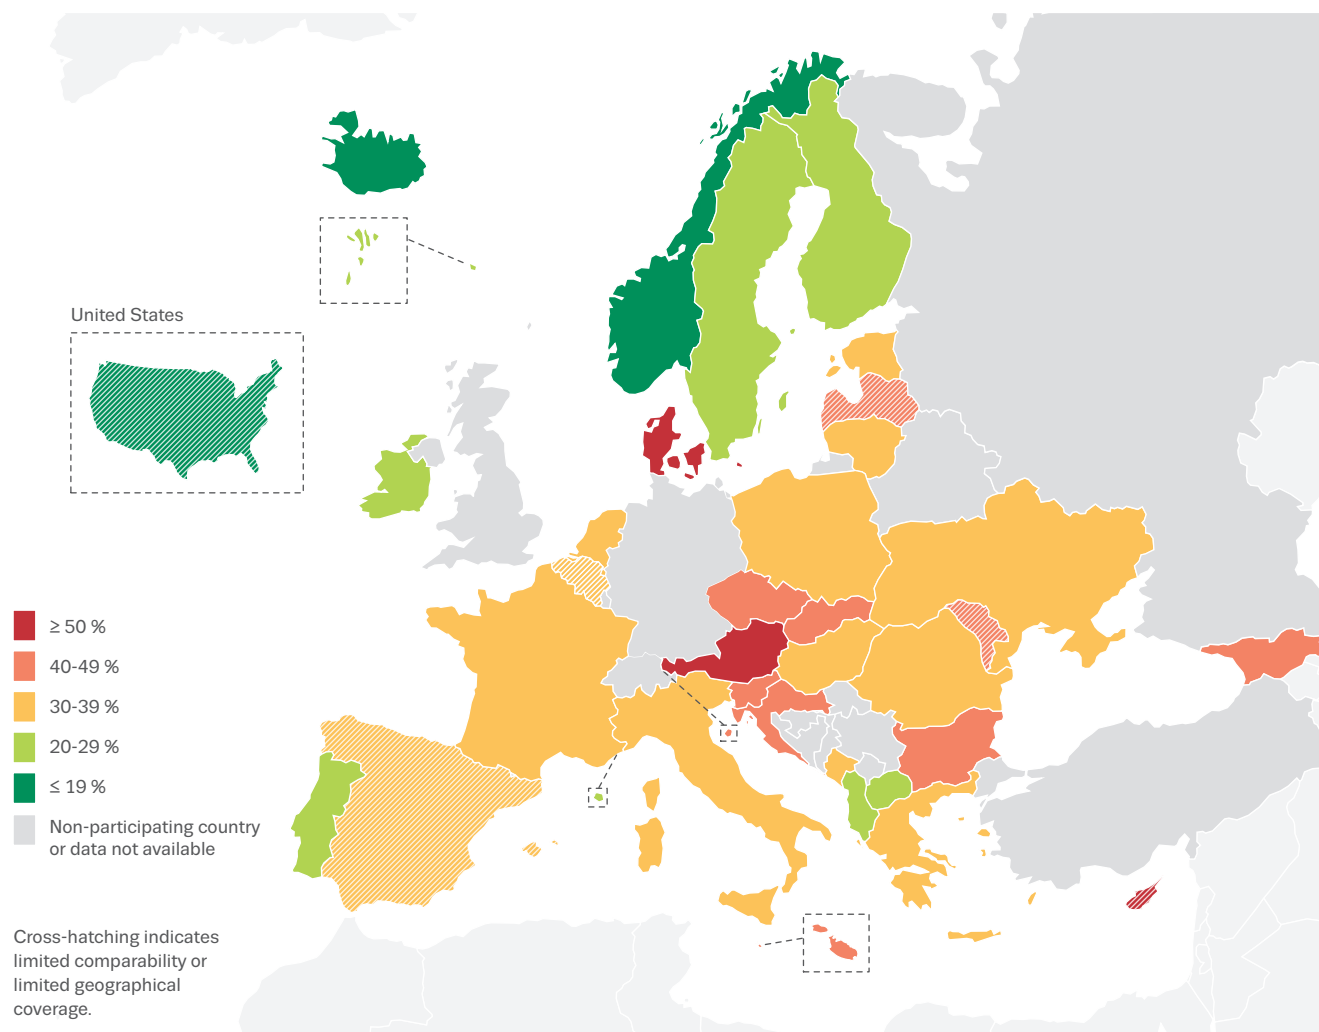 United States
≥ 50 %
40-49 %
30-39 %
20-29 %
≤ 19 %
Non-participating country
or data not available
Cross-hatching indicates
limited comparability or
limited geographical
coverage.